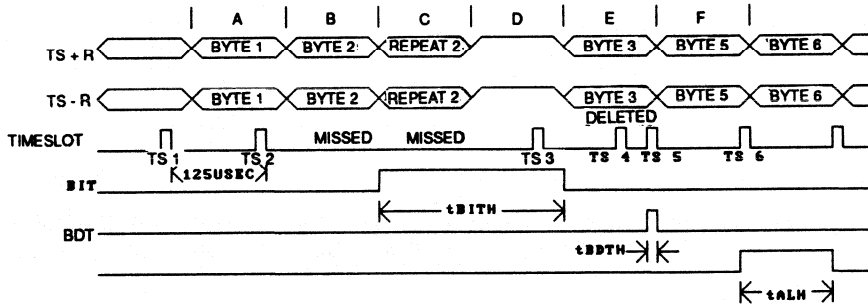 A B C D E F
TS + R BYTE 1 BYTE 2 REPEAT 2 BYTE 3 BYTE 5 BYTE 6
TS - R BYTE 1 BYTE 2 REPEAT 2 BYTE 3 BYTE 5 BYTE 6
DELETED
TIMESLOT MISSED MISSED
TS 1 TS 2 TS 3 TS 4 TS 5 TS 6
125USEC
BIT
tBITH
BDT
tBDTH
tALH